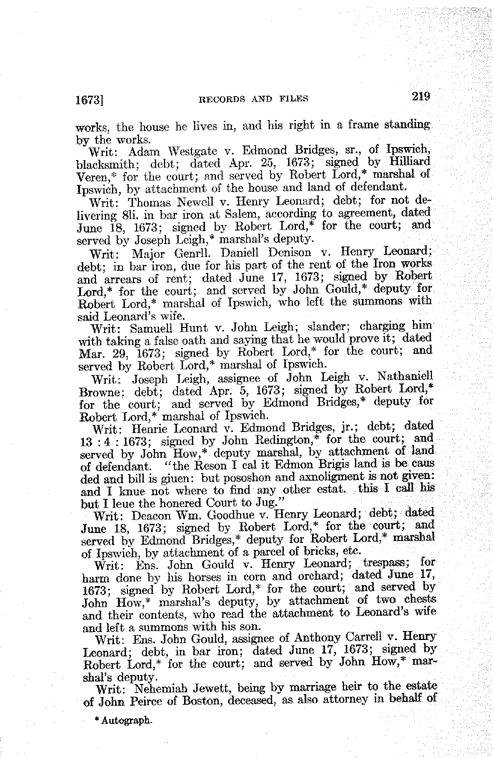 1673]
RECORDS AND FILES
219
works, the house he lives in, and his right in a frame standing
by the works.
Writ: Adam Westgate v. Edmond Bridges, sr., of Ipswich,
blacksmith; debt; dated Apr. 25, 1673; signed by Hilliard
Veren,* for the court; and served by Robert Lord,* marshal of
Ipswich, by attachment of the house and land of defendant.
Writ: Thomas Newell v. Henry Leonard; debt; for not de-
livering 8li. in bar iron at Salem, according to agreement, dated
June 18, 1673; signed by Robert Lord,* for the court; and
served by Joseph Leigh,* marshal's deputy.
Writ: Major Genrll. Daniell Denison v. Henry Leonard;
debt; in bar iron, due for his part of the rent of the Iron works
and arrears of rent; dated June 17, 1673; signed by Robert
Lord,* for the court; and served by John Gould,* deputy for
Robert Lord,* marshal of Ipswich, who left the summons with
said Leonard's wife.
Writ: Samuell Hunt v. John Leigh; slander; charging him
with taking a false oath and saying that he would prove it; dated
Mar. 29, 1673; signed by Robert Lord,* for the court; and
served by Robert Lord,* marshal of Ipswich.
Writ: Joseph Leigh, assignee of John Leigh v. Nathaniell
Browne; debt; dated Apr. 5, 1673; signed by Robert Lord,*
for the court; and served by Edmond Bridges,* deputy for
Robert Lord,* marshal of Ipswich.
Writ: Henrie Leonard v. Edmond Bridges, jr.; debt; dated
13 : 4 : 1673; signed by John Redington,* for the court; and
served by John How,* deputy marshal, by attachment of land
of defendant. "the Reson I cal it Edmon Brigis land is be caus
ded and bill is giuen: but pososhon and axnoligment is not given:
and I knue not where to find any other estat. this I call his
but I leue the honered Court to Jug."
Writ: Deacon Wm. Goodhue v. Henry Leonard; debt; dated
June 18, 1673; signed by Robert Lord,* for the court; and
served by Edmund Bridges,* deputy for Robert Lord,* marshal
of Ipswich, by attachment of a parcel of bricks, etc.
Writ: Ens. John Gould v. Henry Leonard; trespass; for
harm done by his horses in corn and orchard; dated June 17,
1673; signed by Robert Lord,* for the court; and served by
John How,* marshal's deputy, by attachment of two chests
and their contents, who read the attachment to Leonard's wife
and left a summons with his son.
Writ: Ens. John Gould, assignee of Anthony Carrell v. Henry
Leonard; debt, in bar iron; dated June 17, 1673; signed by
Robert Lord,* for the court; and served by John How,* mar-
shal's deputy.
Writ: Nehemiah Jewett, being by marriage heir to the estate
of John Peirce of Boston, deceased, as also attorney in behalf of
* Autograph.